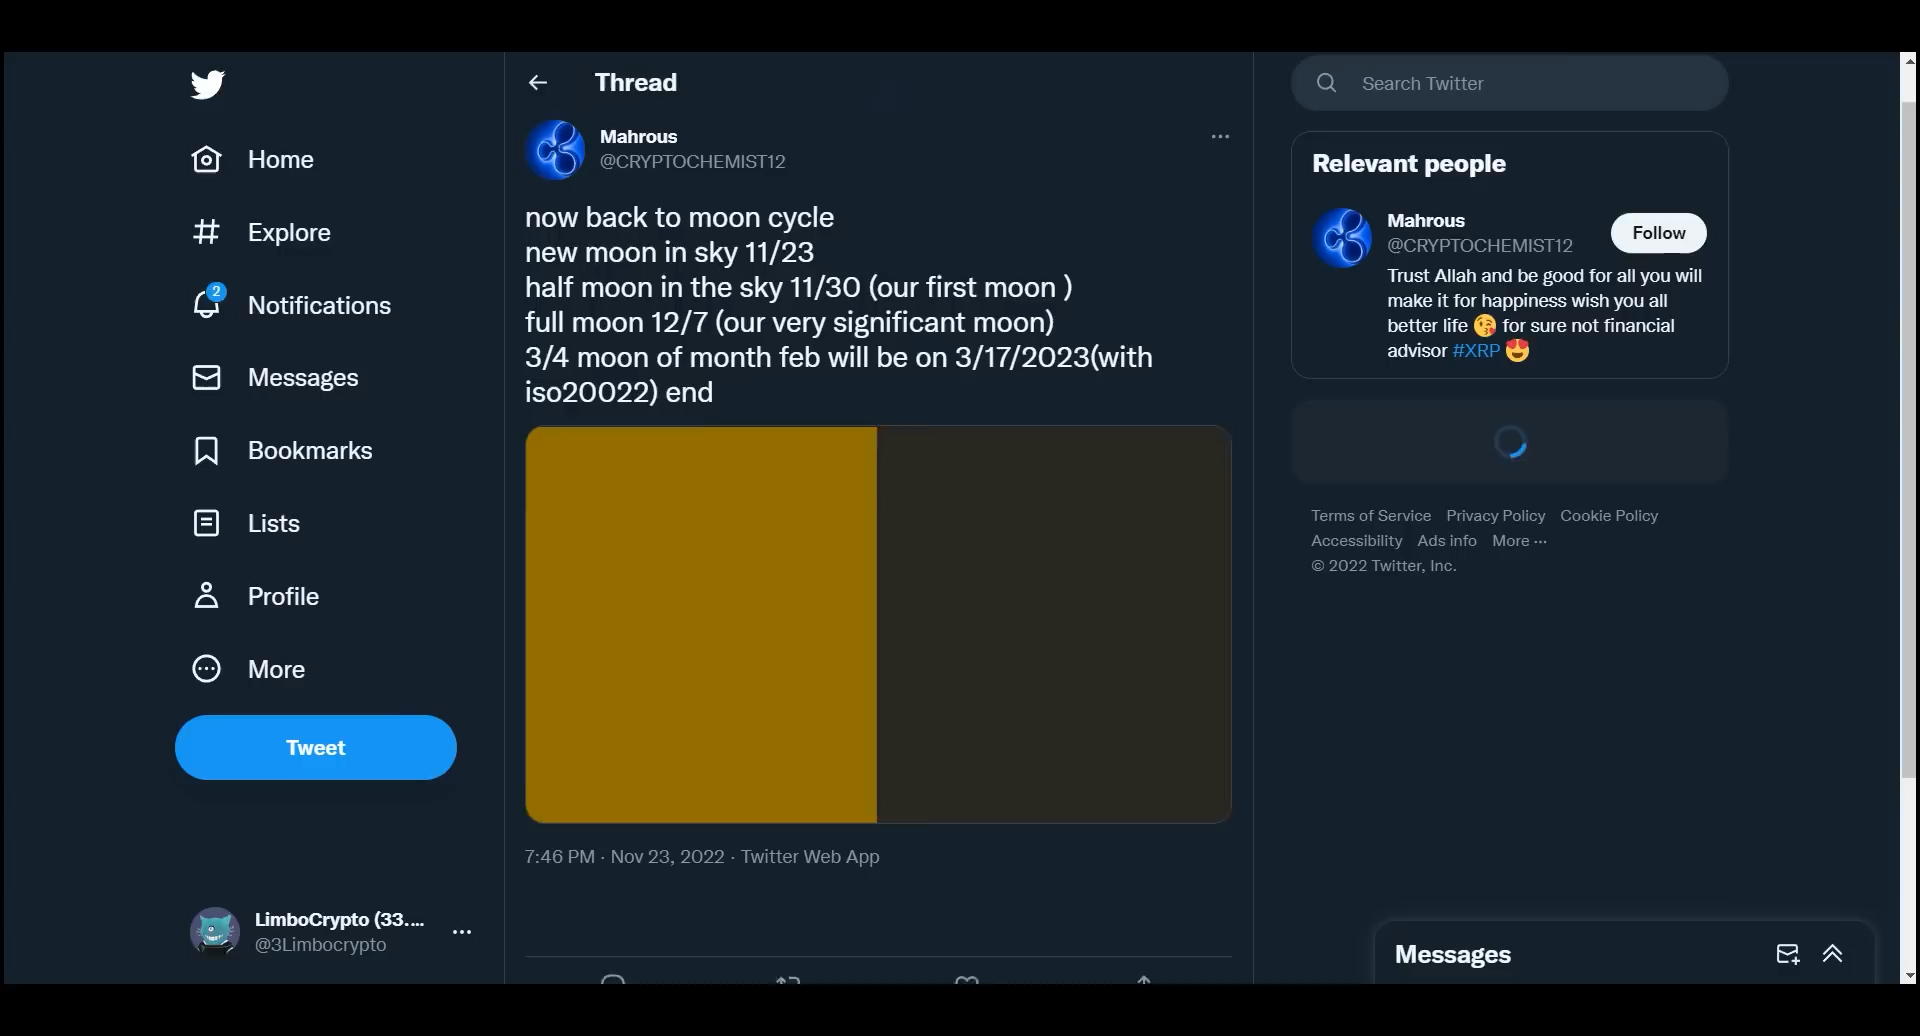 Home
Explore
2
Notifications
Messages
Bookmarks
Lists
Profile
More
Tweet
LimboCrypto (33....
@3Limbocrypto
Thread
Mahrous
@CRYPTOCHEMIST12
now back to moon cycle
new moon in sky 11/23
half moon in the sky 11/30 (our first moon )
full moon 12/7 (our very significant moon)
3/4 moon of month feb will be on 3/17/2023(with
iso20022) end
7:46 PM · Nov 23, 2022 · Twitter Web App
Search Twitter
Relevant people
Mahrous
@CRYPTOCHEMIST12
Follow
Trust Allah and be good for all you will
make it for happiness wish you all
better life 😘 for sure not financial
advisor #XRP 😍
Terms of Service Privacy Policy Cookie Policy
Accessibility Ads info More ···
© 2022 Twitter, Inc.
Messages